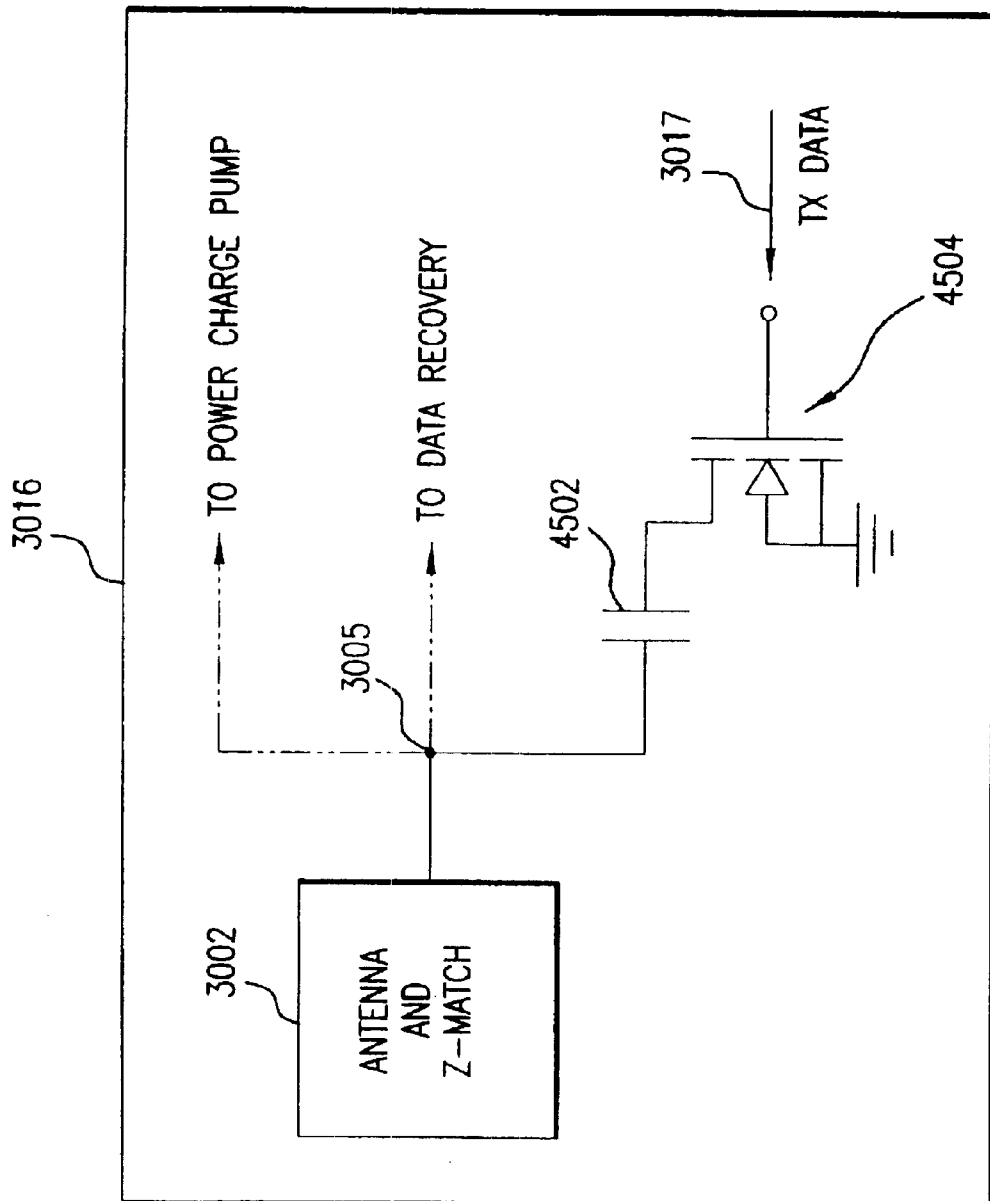 3016
TO POWER CHARGE PUMP
3005
TO DATA RECOVERY
3002
ANTENNA
AND
Z-MATCH
4502
3017
TX DATA
4504